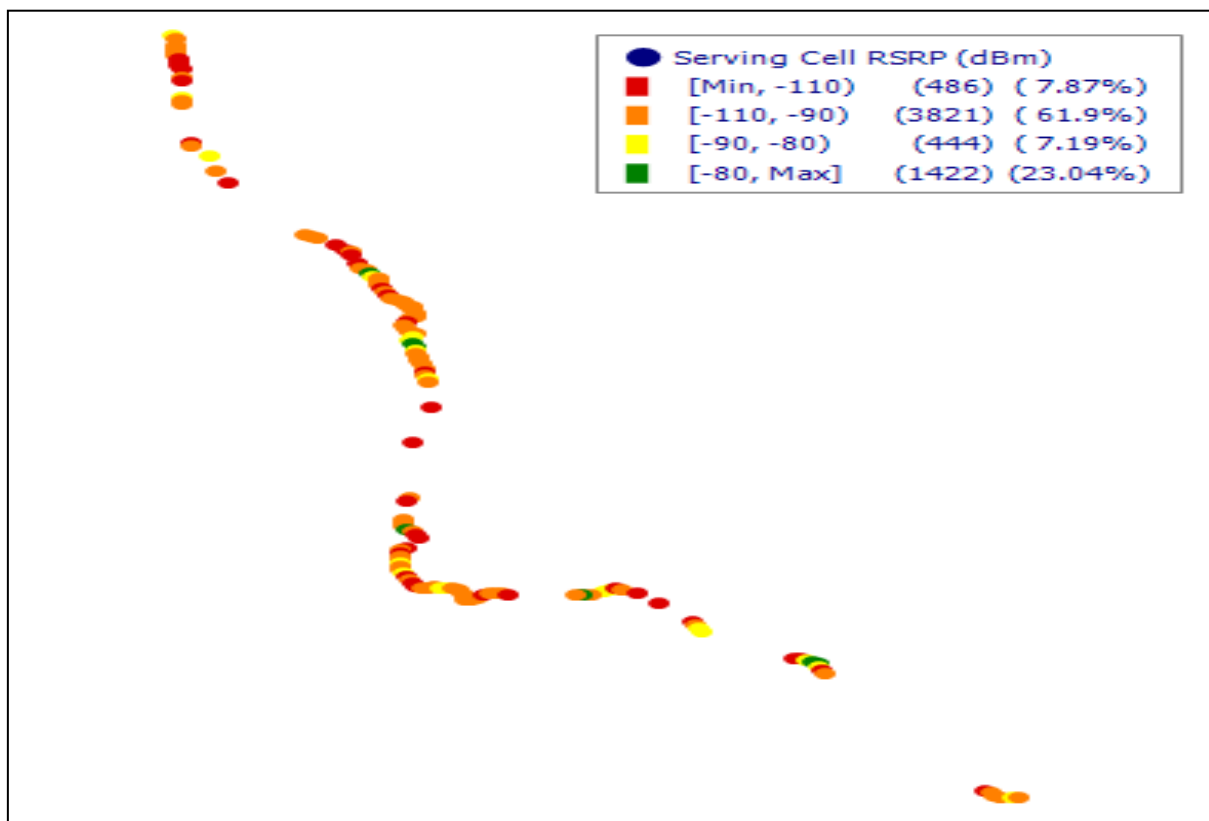 Serving Cell RSRP (dBm)
[Min, -110) (486) ( 7.87%)
[-110, -90) (3821) ( 61.9%)
[-90, -80) (444) ( 7.19%)
[-80, Max] (1422) (23.04%)